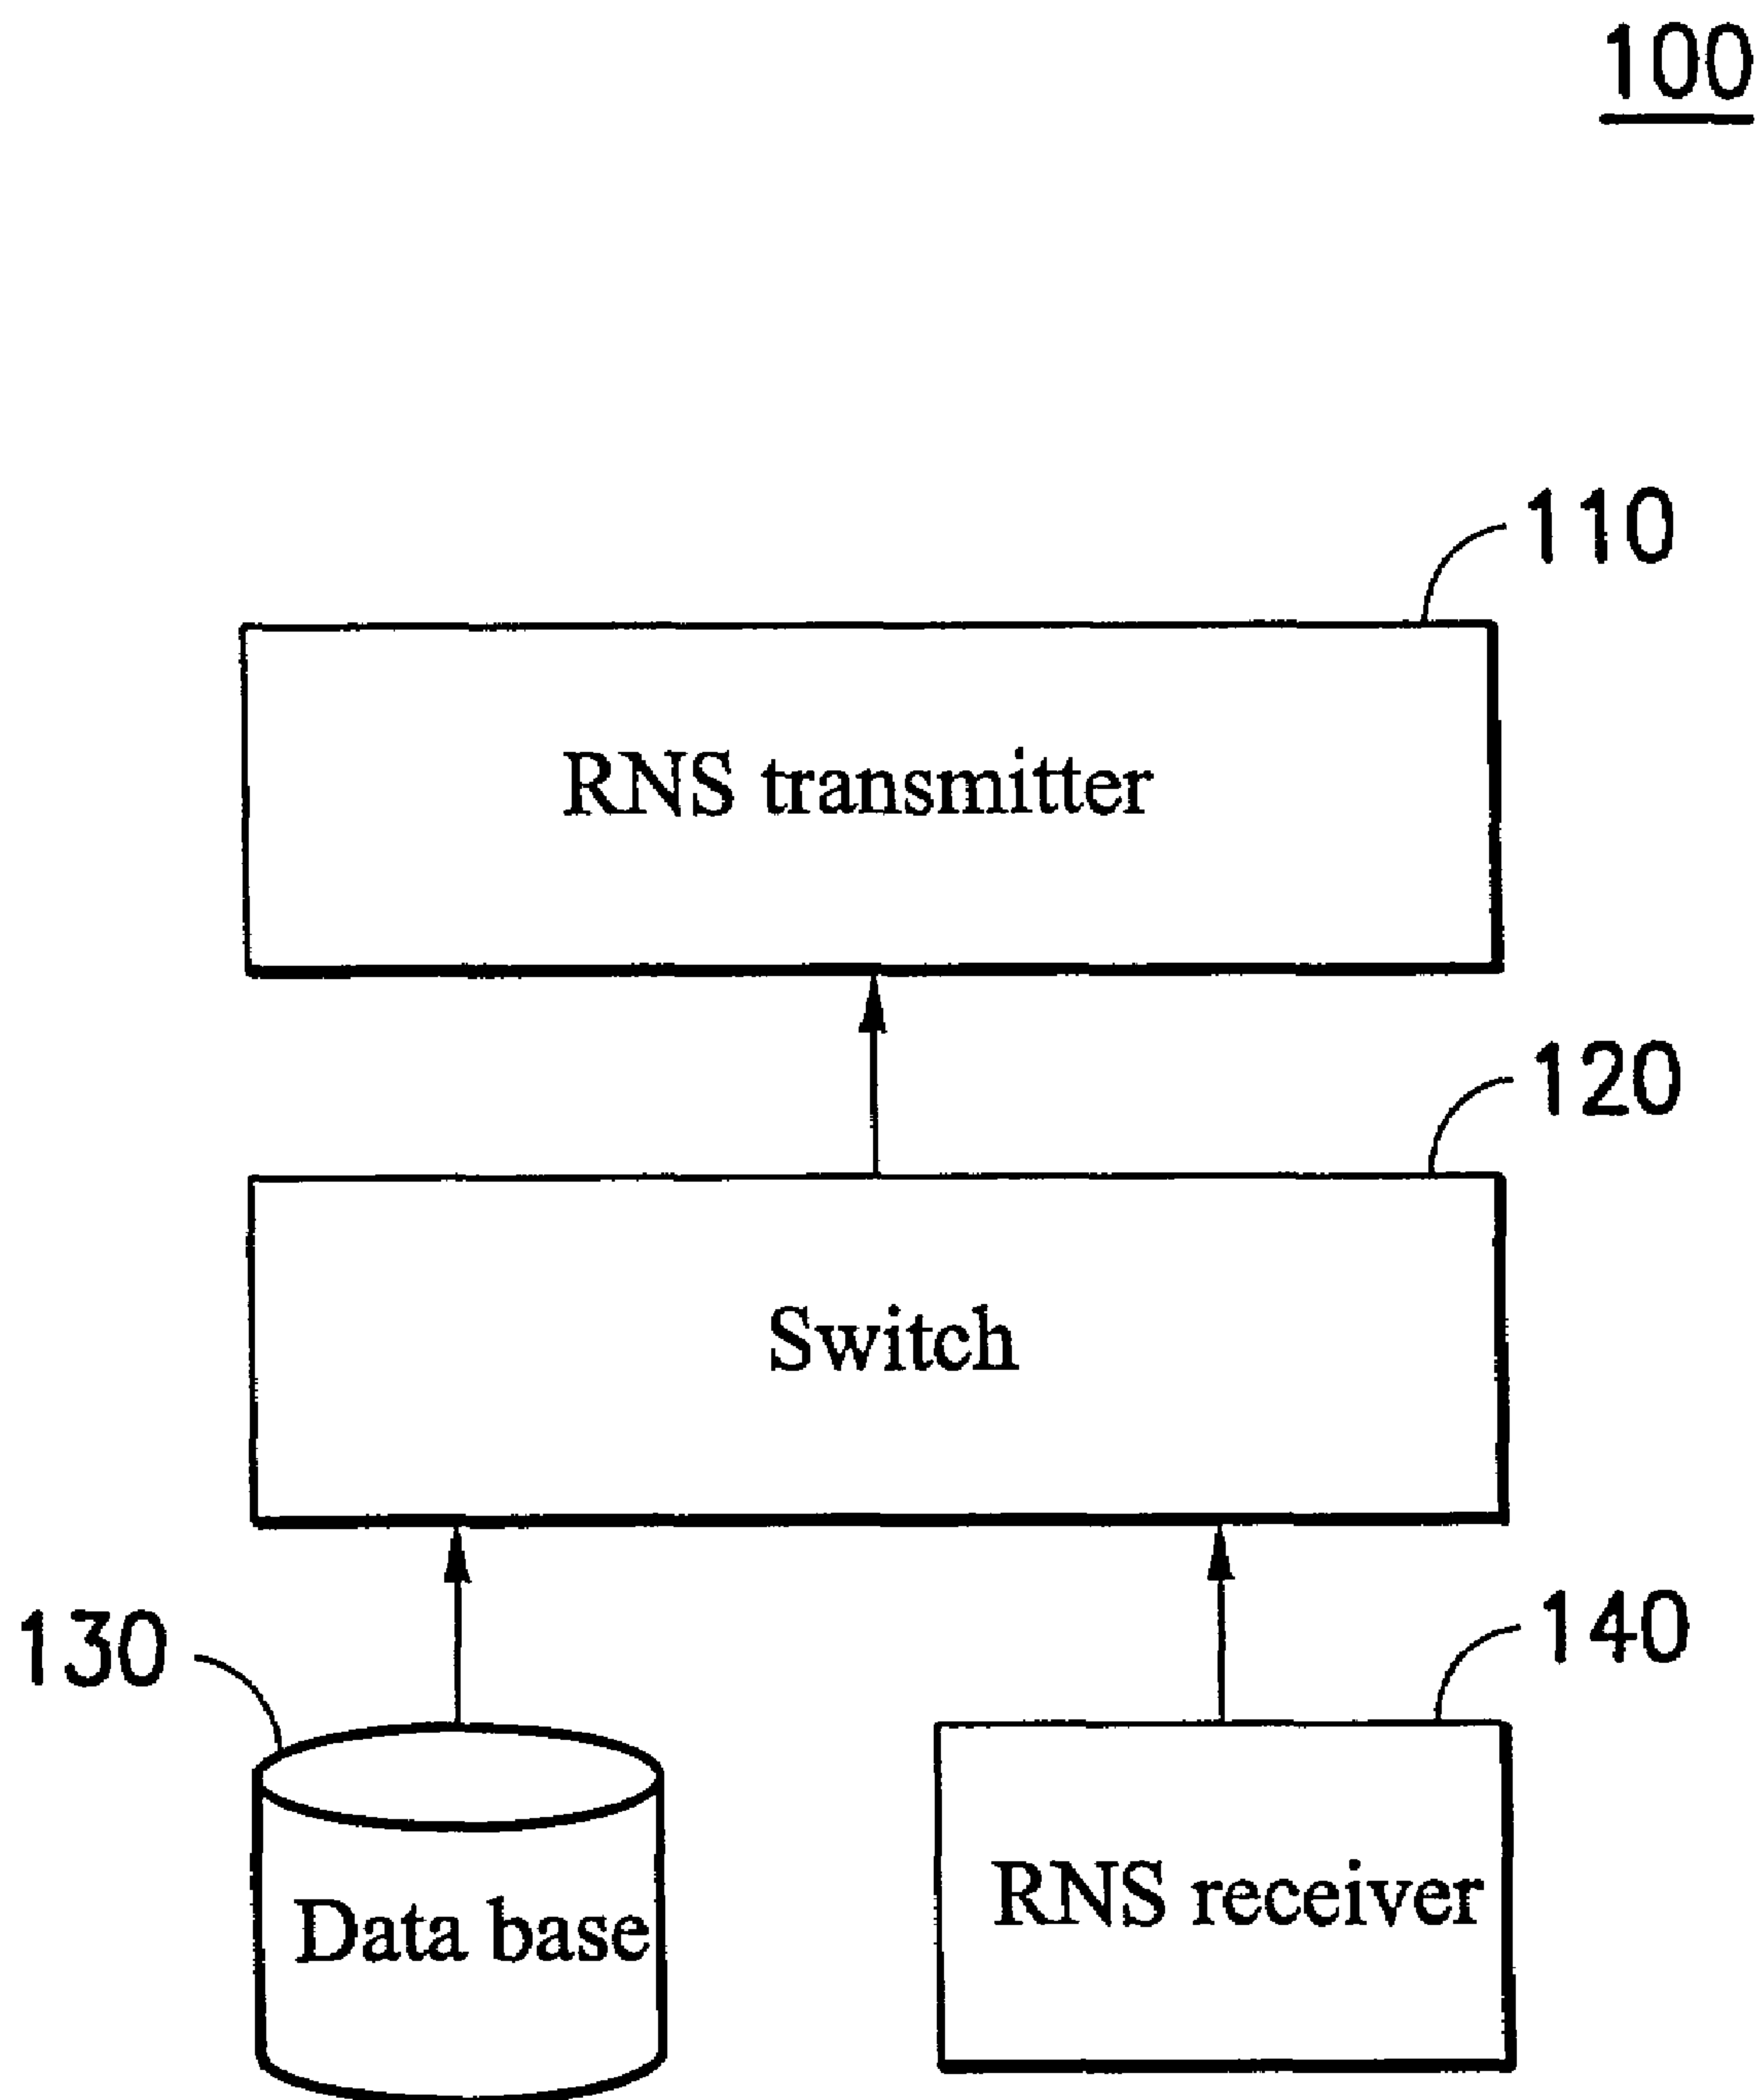 100
110
RNS transmitter
120
Switch
130
140
Data base
RNS receiver